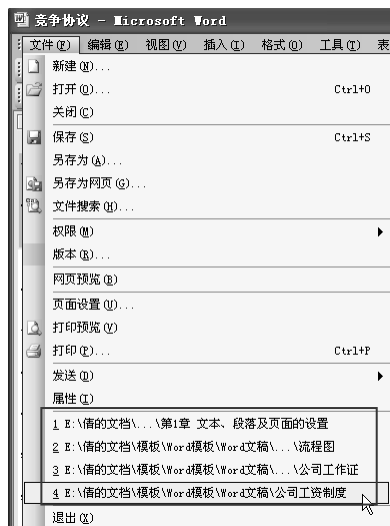 竞争协议 - Microsoft Word
文件(F) 编辑(E) 视图(V) 插入(I) 格式(O) 工具(T) 表
新建(N)...
打开(O)... Ctrl+O
关闭(C)
保存(S) Ctrl+S
另存为(A)...
另存为网页(G)...
文件搜索(H)...
权限(M)
版本(R)...
网页预览(B)
页面设置(U)...
打印预览(V)
打印(P)... Ctrl+P
发送(D)
属性(I)
1 E:\倩的文档\...\第1章 文本、段落及页面的设置
2 E:\倩的文档\模板\Word模板\Word文稿\...\流程图
3 E:\倩的文档\模板\Word模板\Word文稿\...\公司工作证
4 E:\倩的文档\模板\Word模板\Word文稿\公司工资制度
退出(X)